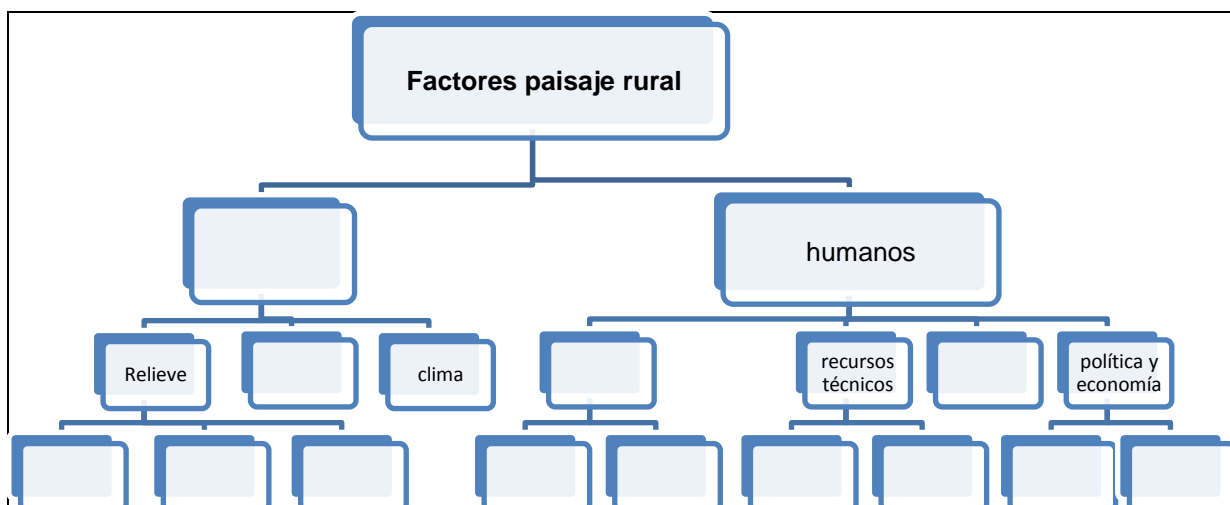 Factores paisaje rural
humanos
Relieve
clima
recursos
técnicos
política y
economía